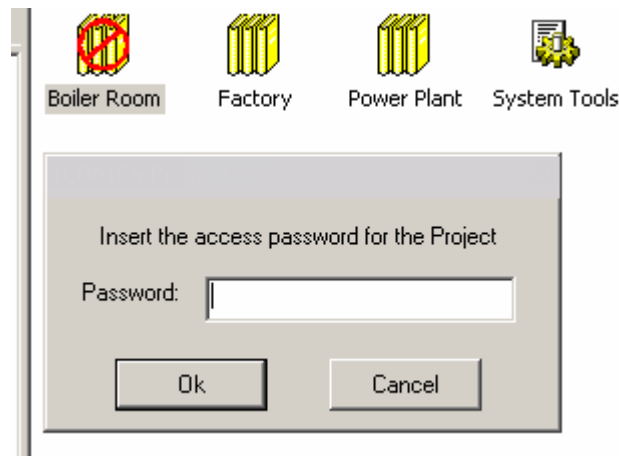 Boiler Room Factory Power Plant System Tools
Insert the access password for the Project
Password:
Ok Cancel